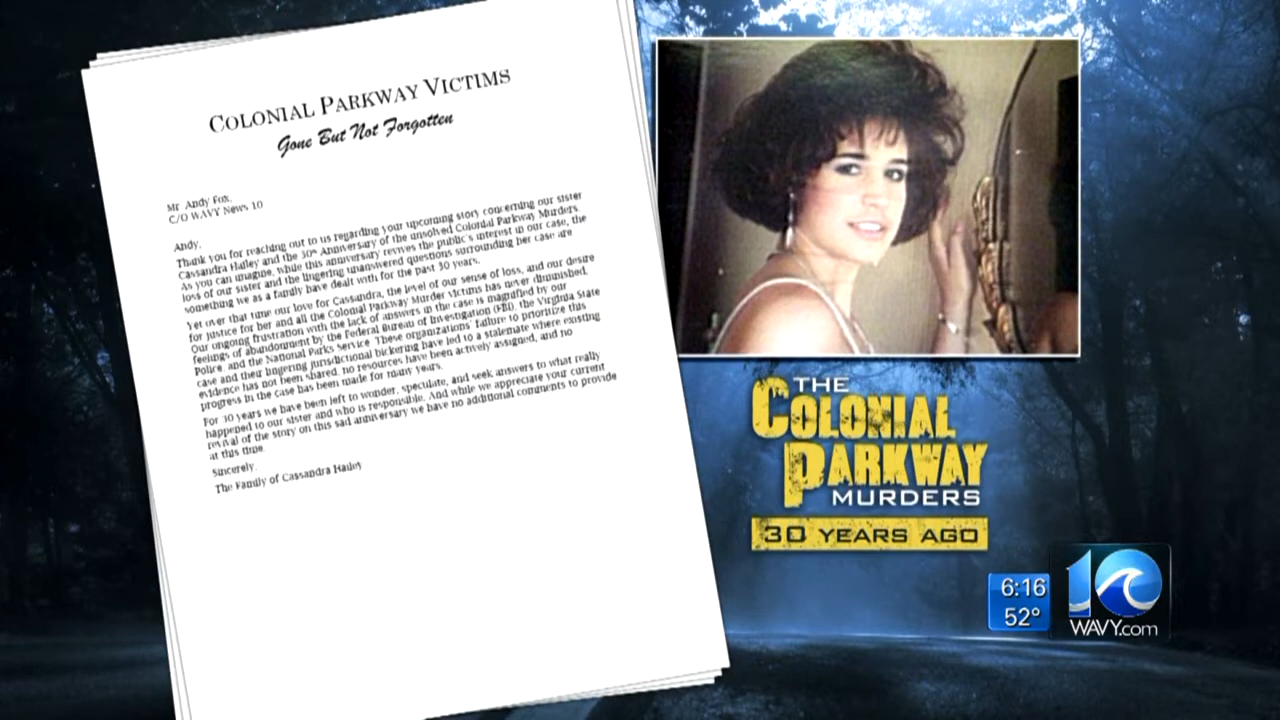 COLONIAL PARKWAY VICTIMS
Gone But Not Forgotten
Mr Andy Fox,
C/O WAVY News 10
Andy,
Thank you for reaching out to us regarding your upcoming story concerning our sister
Cassandra Hailey and the 30th Anniversary of the unsolved Colonial Parkway Murders.
As you can imagine, while this anniversary revives the public's interest in our case, the
loss of our sister and the lingering unanswered questions surrounding her case are
something we as a family have dealt with for the past 30 years.
Yet over that time our love for Cassandra, the level of our sense of loss, and our desire
for justice for her and all the Colonial Parkway Murder victims has never diminished.
Our ongoing frustration with the lack of answers in the case is magnified by our
feelings of abandonment by the Federal Bureau of Investigation (FBI), the Virginia State
Police, and the National Parks Service. These organizations' failure to prioritize this
case and their lingering jurisdictional bickering have led to a stalemate where existing
evidence has not been shared, no resources have been actively assigned, and no
progress in the case has been made for many years.
For 30 years we have been left to wonder, speculate, and seek answers to what really
happened to our sister and who is responsible. And while we appreciate your current
revival of the story on this sad anniversary we have no additional comments to provide
at this time.
Sincerely,
The Family of Cassandra Hailey
THE
COLONIAL
PARKWAY
MURDERS
30 YEARS AGO
6:16
52°
10
WAVY.com